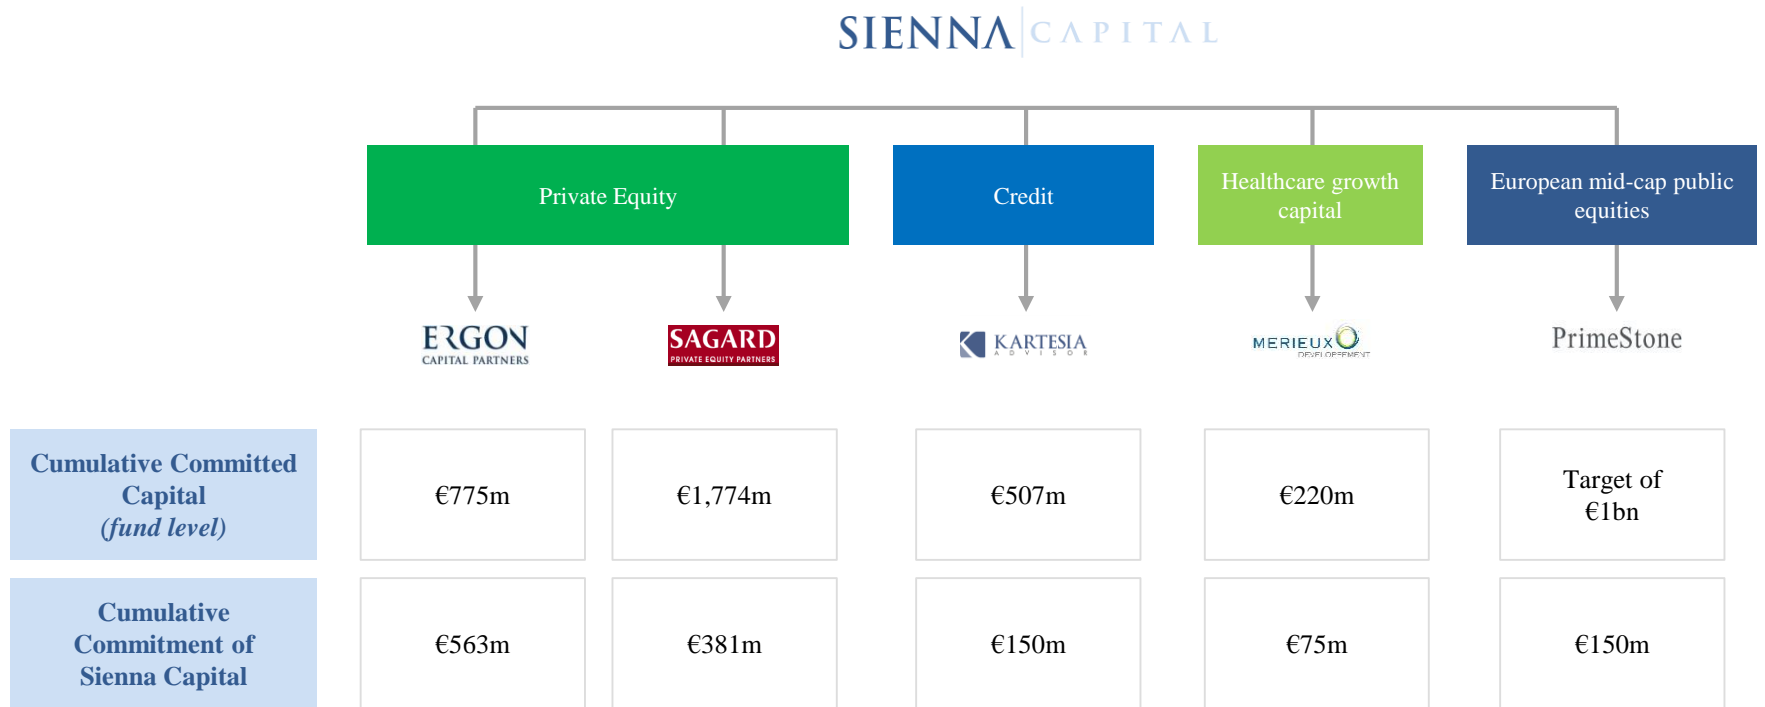 SIENNA CAPITAL
Private Equity
Credit
Healthcare growth
capital
European mid-cap public
equities
ERGON
CAPITAL PARTNERS
SAGARD
PRIVATE EQUITY PARTNERS
KARTESIA
ADVISOR
MERIEUX
DEVELOPPEMENT
PrimeStone
Cumulative Committed
Capital
(fund level)
€775m
€1,774m
€507m
€220m
Target of
€1bn
Cumulative
Commitment of
Sienna Capital
€563m
€381m
€150m
€75m
€150m